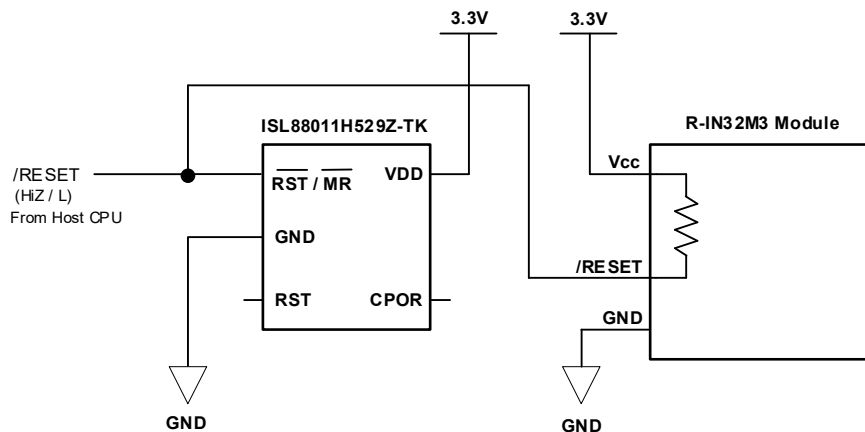 3.3V
3.3V
ISL88011H529Z-TK
R-IN32M3 Module
/RESET
(HiZ / L)
From Host CPU
RST / MR
VDD
Vcc
GND
/RESET
RST
CPOR
GND
GND
GND